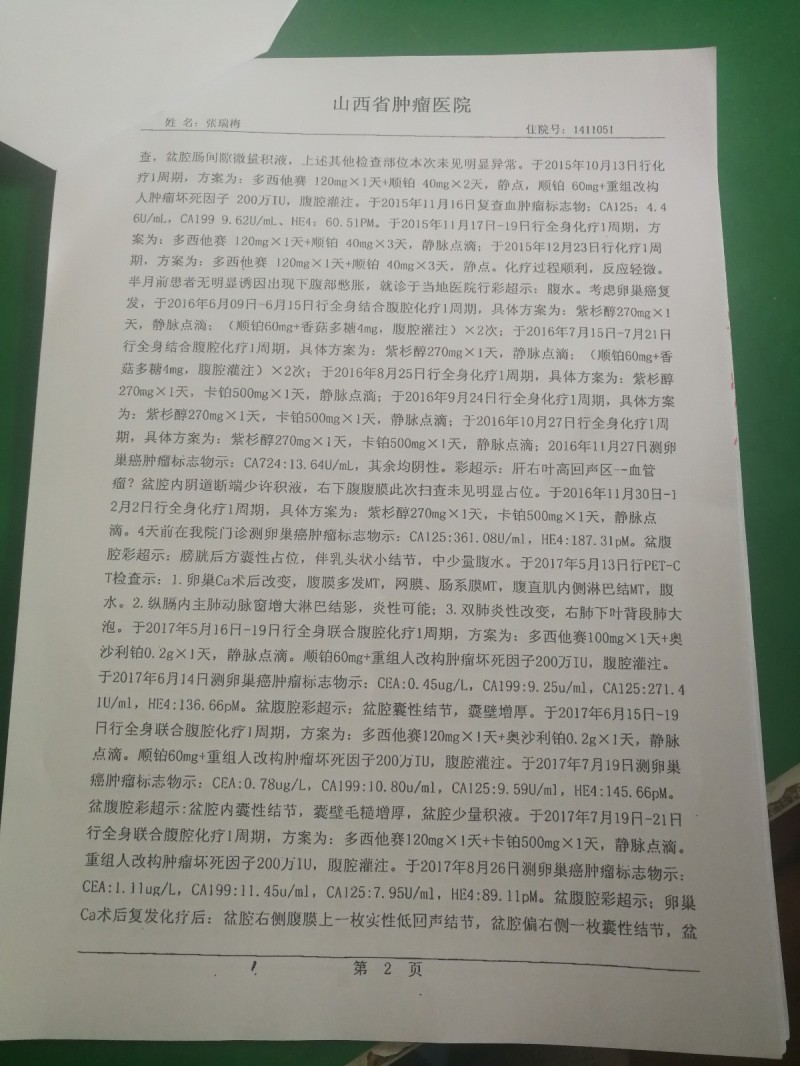 山西省肿瘤医院
姓 名：张瑞梅
住院号：1411051
查，盆腔肠间隙微量积液，上述其他检查部位本次未见明显异常。于2015年10月13日行化
疗1周期，方案为：多西他赛 120mg×1天+顺铂 40mg×2天，静点，顺铂 60mg+重组改构
人肿瘤坏死因子 200万IU，腹腔灌注。于2015年11月16日复查血肿瘤标志物：CA125：4.4
6U/mL，CA199 9.62U/mL、HE4：60.51PM。于2015年11月17日-19日行全身化疗1周期，方
案为：多西他赛 120mg×1天+顺铂 40mg×3天，静脉点滴；于2015年12月23日行化疗1周
期，方案为：多西他赛 120mg×1天+顺铂 40mg×3天，静点。化疗过程顺利，反应轻微。
半月前患者无明显诱因出现下腹部憋胀，就诊于当地医院行彩超示：腹水。考虑卵巢癌复
发，于2016年6月09日-6月15日行全身结合腹腔化疗1周期，具体方案为：紫杉醇270mg×1
天，静脉点滴；（顺铂60mg+香菇多糖4mg，腹腔灌注）×2次；于2016年7月15日-7月21日
行全身结合腹腔化疗1周期，具体方案为：紫杉醇270mg×1天，静脉点滴；（顺铂60mg+香
菇多糖4mg，腹腔灌注）×2次；于2016年8月25日行全身化疗1周期，具体方案为：紫杉醇
270mg×1天，卡铂500mg×1天，静脉点滴；于2016年9月24日行全身化疗1周期，具体方案
为：紫杉醇270mg×1天，卡铂500mg×1天，静脉点滴；于2016年10月27日行全身化疗1周
期，具体方案为：紫杉醇270mg×1天，卡铂500mg×1天，静脉点滴；2016年11月27日测卵
巢癌肿瘤标志物示：CA724:13.64U/mL，其余均阴性。彩超示：肝右叶高回声区--血管
瘤？盆腔内阴道断端少许积液，右下腹腹膜此次扫查未见明显占位。于2016年11月30日-1
2月2日行全身化疗1周期，具体方案为：紫杉醇270mg×1天，卡铂500mg×1天，静脉点
滴。4天前在我院门诊测卵巢癌肿瘤标志物示：CA125:361.08U/ml，HE4:187.31pM。盆腹
腔彩超示：膀胱后方囊性占位，伴乳头状小结节，中少量腹水。于2017年5月13日行PET-C
T检查示：1.卵巢Ca术后改变，腹膜多发MT，网膜、肠系膜MT，腹直肌内侧淋巴结MT，腹
水。2.纵膈内主肺动脉窗增大淋巴结影，炎性可能；3.双肺炎性改变，右肺下叶背段肺大
泡。于2017年5月16日-19日行全身联合腹腔化疗1周期，方案为：多西他赛100mg×1天+奥
沙利铂0.2g×1天，静脉点滴。顺铂60mg+重组人改构肿瘤坏死因子200万IU，腹腔灌注。
于2017年6月14日测卵巢癌肿瘤标志物示：CEA:0.45ug/L，CA199:9.25u/ml，CA125:271.4
1U/ml，HE4:136.66pM。盆腹腔彩超示：盆腔囊性结节，囊壁增厚。于2017年6月15日-19
日行全身联合腹腔化疗1周期，方案为：多西他赛120mg×1天+奥沙利铂0.2g×1天，静脉
点滴。顺铂60mg+重组人改构肿瘤坏死因子200万IU，腹腔灌注。于2017年7月19日测卵巢
癌肿瘤标志物示：CEA:0.78ug/L，CA199:10.80u/ml，CA125:9.59U/ml，HE4:145.66pM。
盆腹腔彩超示:盆腔内囊性结节，囊壁毛糙增厚，盆腔少量积液。于2017年7月19日-21日
行全身联合腹腔化疗1周期，方案为：多西他赛120mg×1天+卡铂500mg×1天，静脉点滴。
重组人改构肿瘤坏死因子200万IU，腹腔灌注。于2017年8月26日测卵巢癌肿瘤标志物示：
CEA:1.11ug/L，CA199:11.45u/ml，CA125:7.95U/ml，HE4:89.11pM。盆腹腔彩超示；卵巢
Ca术后复发化疗后：盆腔右侧腹膜上一枚实性低回声结节，盆腔偏右侧一枚囊性结节，盆
第 2 页